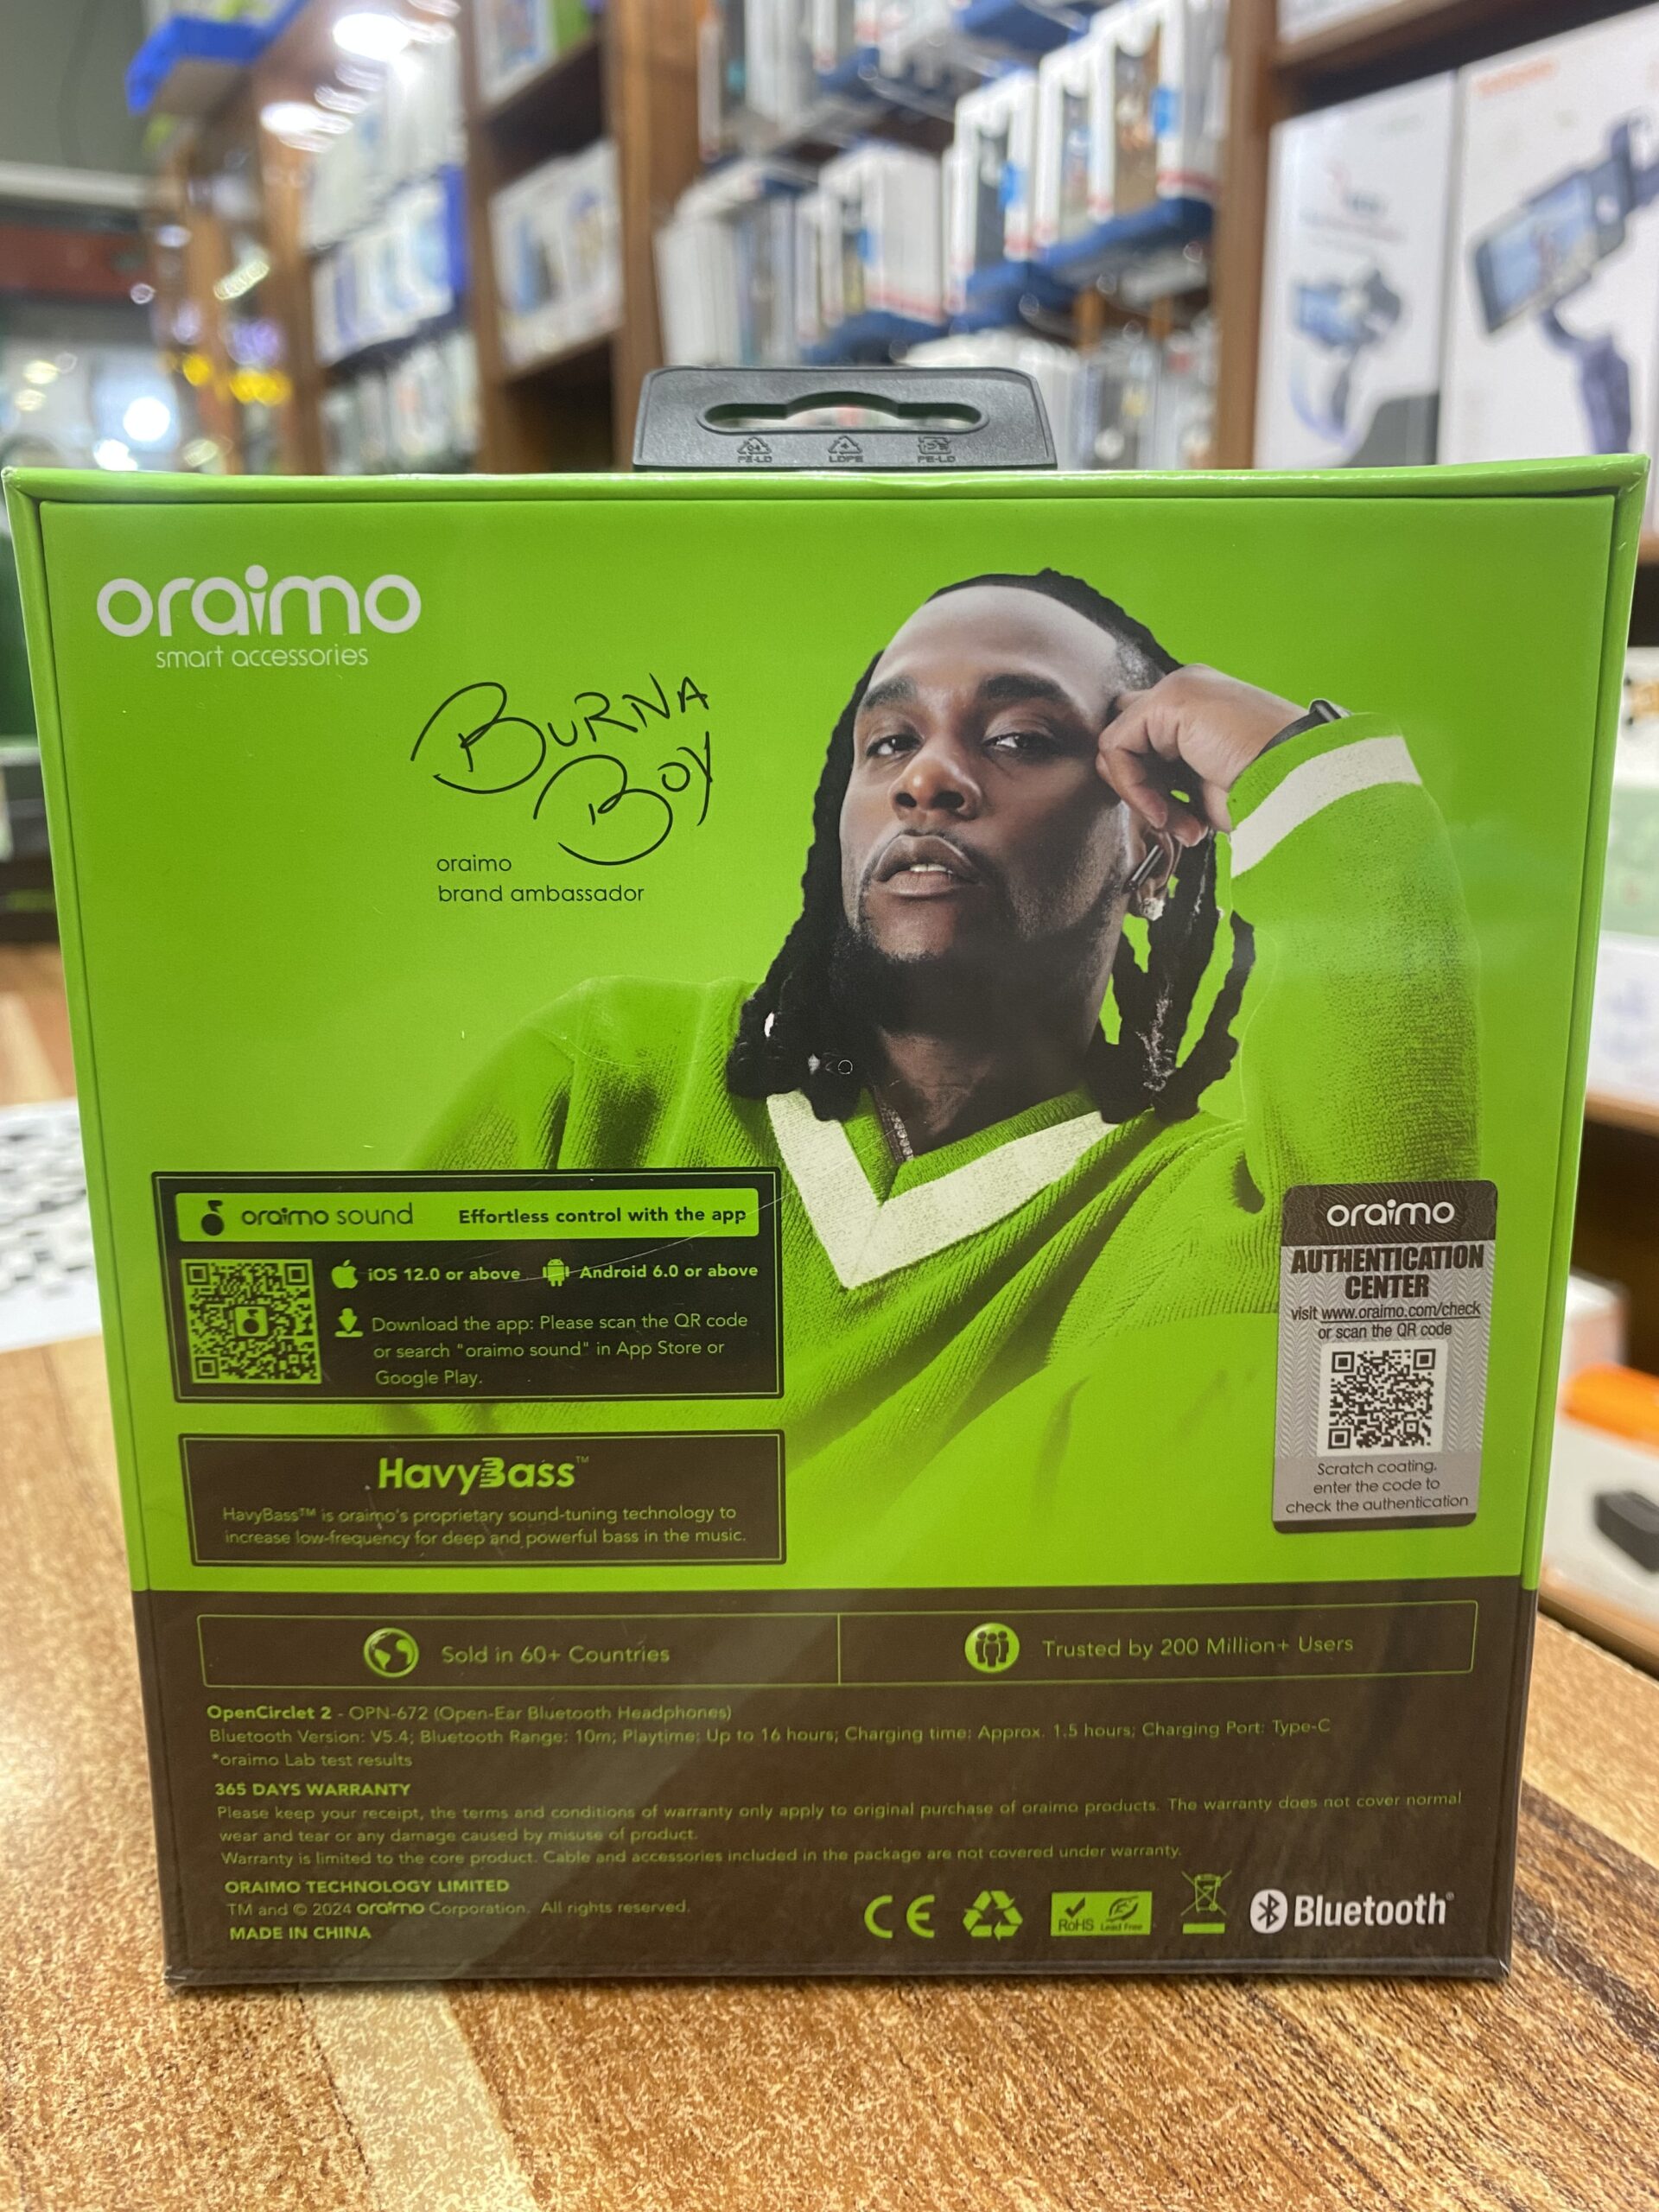 PE-LD
LDPE
PE-LD
oraimo
smart accessories
BURNA
BOY
oraimo
brand ambassador
oraimo sound Effortless control with the app
iOS 12.0 or above Android 6.0 or above
Download the app: Please scan the QR code
or search "oraimo sound" in App Store or
Google Play.
HavyBass™
HavyBass™ is oraimo's proprietary sound-tuning technology to
increase low-frequency for deep and powerful bass in the music.
oraimo
AUTHENTICATION
CENTER
visit www.oraimo.com/check
or scan the QR code
Scratch coating,
enter the code to
check the authentication
Sold in 60+ Countries
Trusted by 200 Million+ Users
OpenCirclet 2 - OPN-672 (Open-Ear Bluetooth Headphones)
Bluetooth Version: V5.4; Bluetooth Range: 10m; Playtime: Up to 16 hours; Charging time: Approx. 1.5 hours; Charging Port: Type-C
*oraimo Lab test results
365 DAYS WARRANTY
Please keep your receipt, the terms and conditions of warranty only apply to original purchase of oraimo products. The warranty does not cover normal
wear and tear or any damage caused by misuse of product.
Warranty is limited to the core product. Cable and accessories included in the package are not covered under warranty.
ORAIMO TECHNOLOGY LIMITED
TM and © 2024 oraimo Corporation. All rights reserved.
MADE IN CHINA
CE
RoHS Lead Free
Bluetooth®